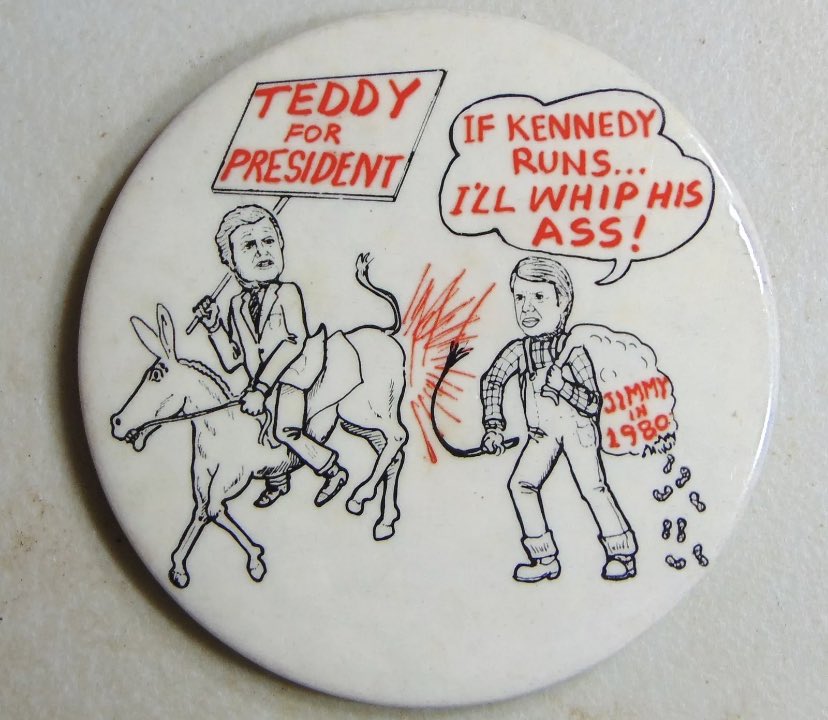 TEDDY
FOR
PRESIDENT
IF KENNEDY
RUNS...
I'LL WHIP HIS
ASS!
JIMMY
IN
1980